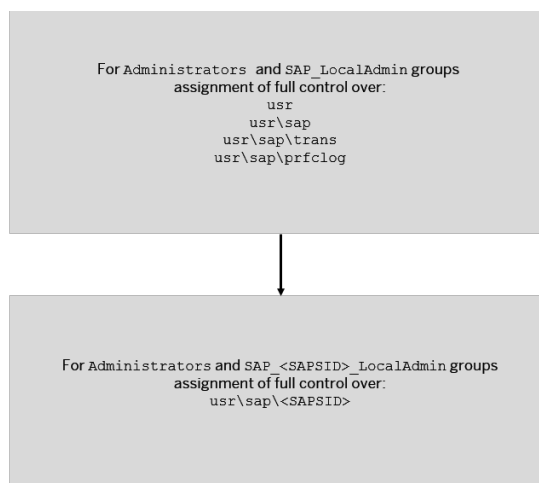 For Administrators and SAP_LocalAdmin groups
assignment of full control over:
usr
usr\sap
usr\sap\trans
usr\sap\prfclog
For Administrators and SAP_<SAPSID>_LocalAdmin groups
assignment of full control over:
usr\sap\<SAPSID>